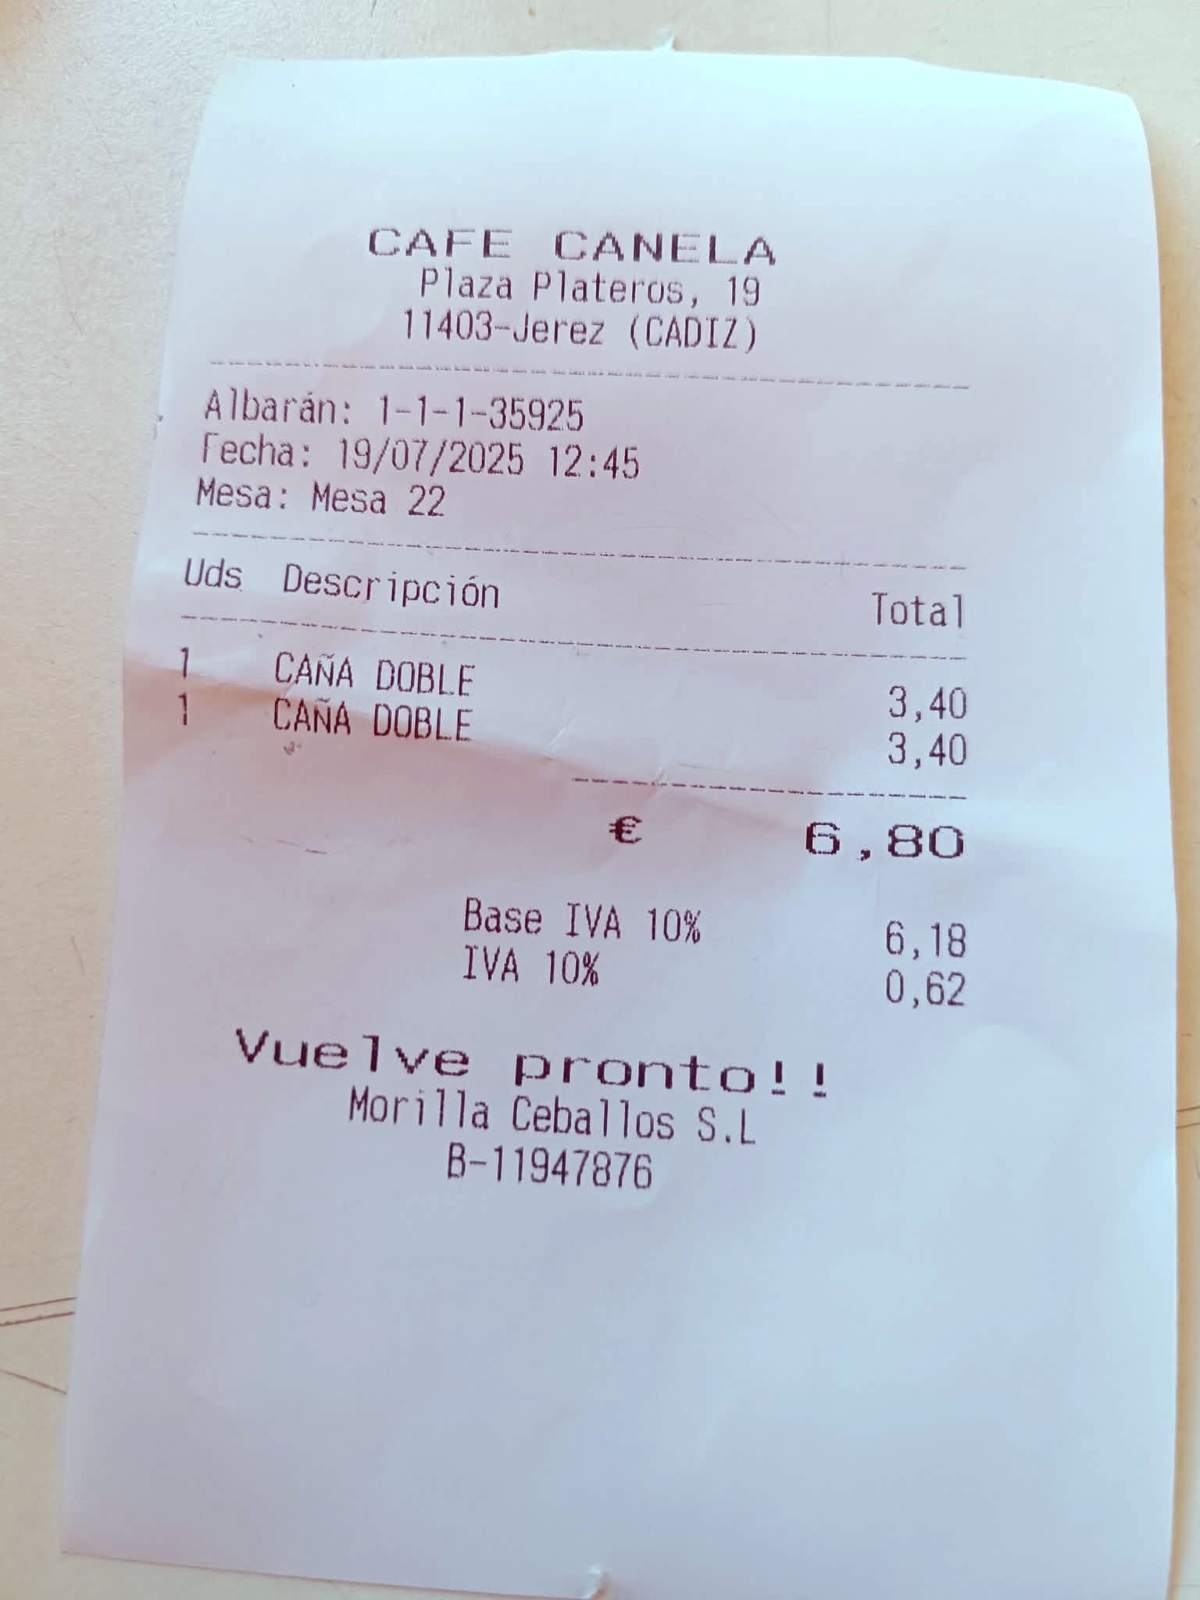 CAFE CANELA
Plaza Plateros, 19
11403-Jerez (CADIZ)
Albarán: 1-1-1-35925
Fecha: 19/07/2025 12:45
Mesa: Mesa 22
Uds Descripción Total
1 CAÑA DOBLE 3,40
1 CAÑA DOBLE 3,40
€ 6,80
Base IVA 10% 6,18
IVA 10% 0,62
Vuelve pronto!!
Morilla Ceballos S.L
B-11947876